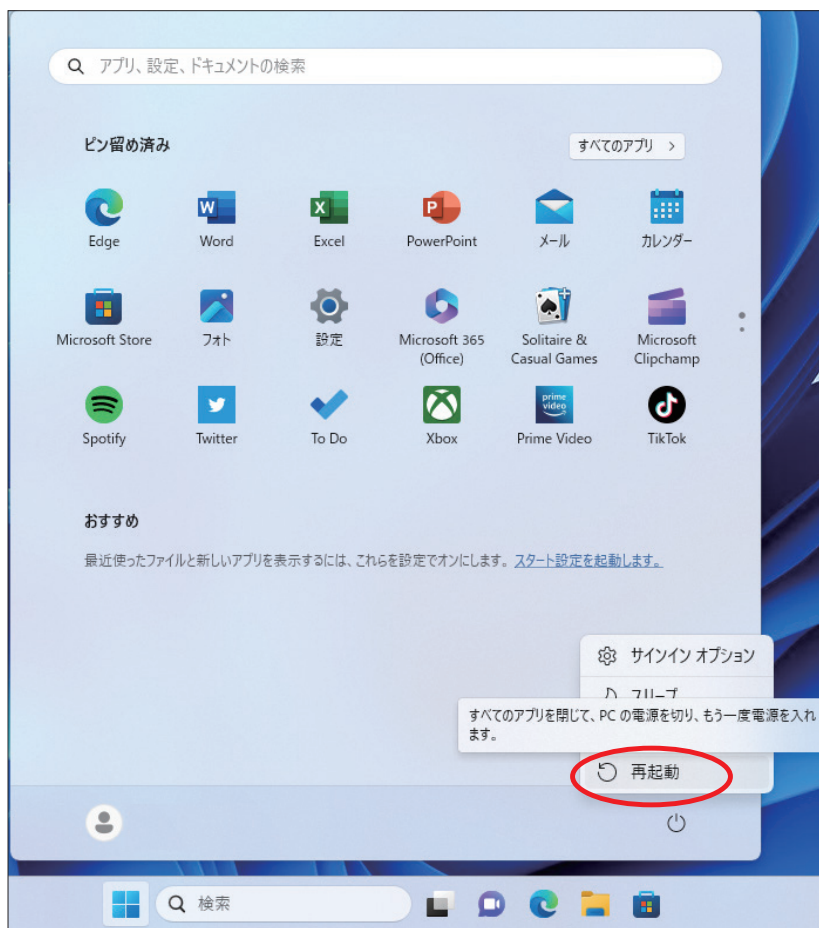 アプリ、設定、ドキュメントの検索
ピン留め済み
すべてのアプリ >
Edge
Word
Excel
PowerPoint
メール
カレンダー
Microsoft Store
フォト
設定
Microsoft 365
(Office)
Solitaire &
Casual Games
Microsoft
Clipchamp
prime
video
Spotify
Twitter
To Do
Xbox
Prime Video
TikTok
おすすめ
最近使ったファイルと新しいアプリを表示するには、これらを設定でオンにします。スタート設定を起動します。
サインイン オプション
スリープ
すべてのアプリを閉じて、PC の電源を切り、もう一度電源を入れ
ます。
再起動
検索